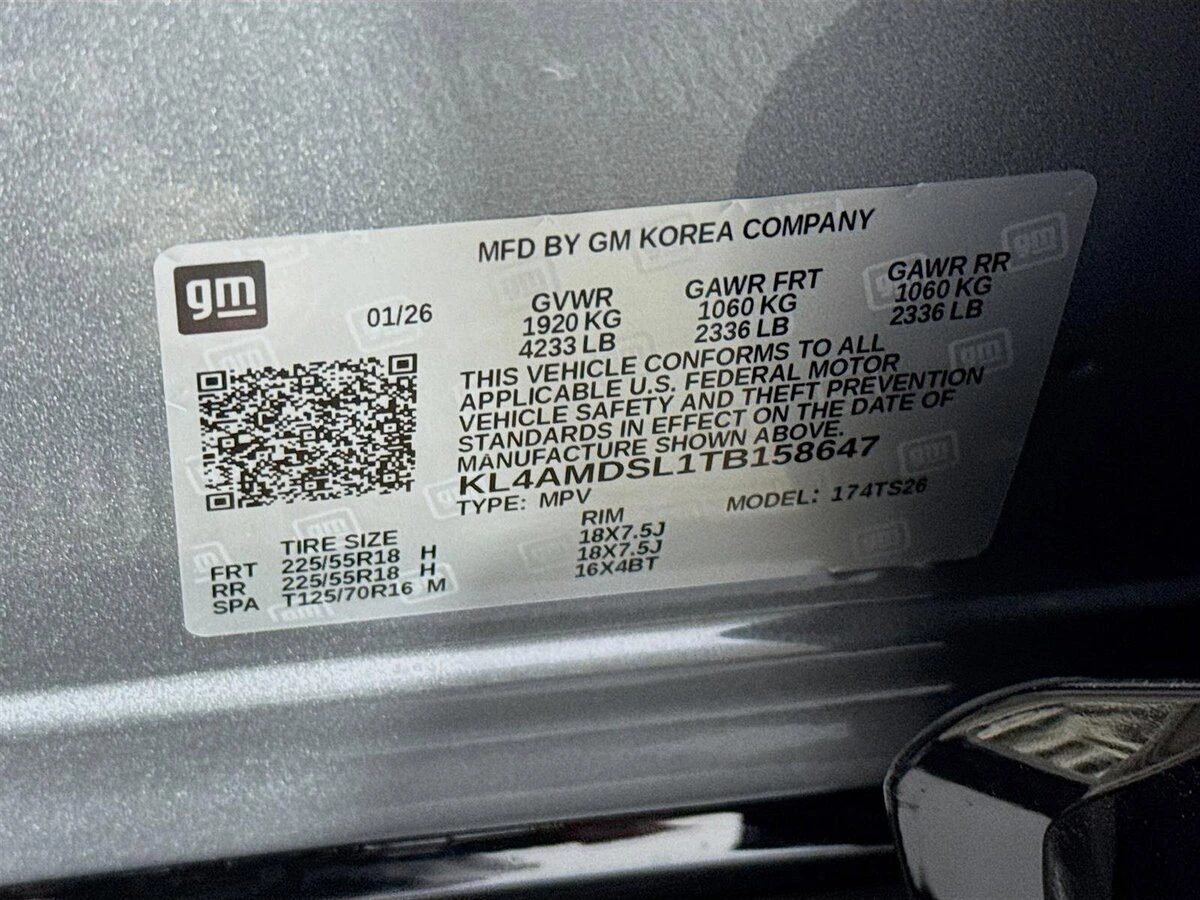 MFD BY GM KOREA COMPANY
gm
01/26
GVWR
1920 KG
4233 LB
GAWR FRT
1060 KG
2336 LB
GAWR RR
1060 KG
2336 LB
THIS VEHICLE CONFORMS TO ALL
APPLICABLE U.S. FEDERAL MOTOR
VEHICLE SAFETY AND THEFT PREVENTION
STANDARDS IN EFFECT ON THE DATE OF
MANUFACTURE SHOWN ABOVE.
KL4AMDSL1TB158647
TYPE: MPV MODEL: 174TS26
TIRE SIZE RIM
FRT 225/55R18 H 18X7.5J
RR 225/55R18 H 18X7.5J
SPA T125/70R16 M 16X4BT